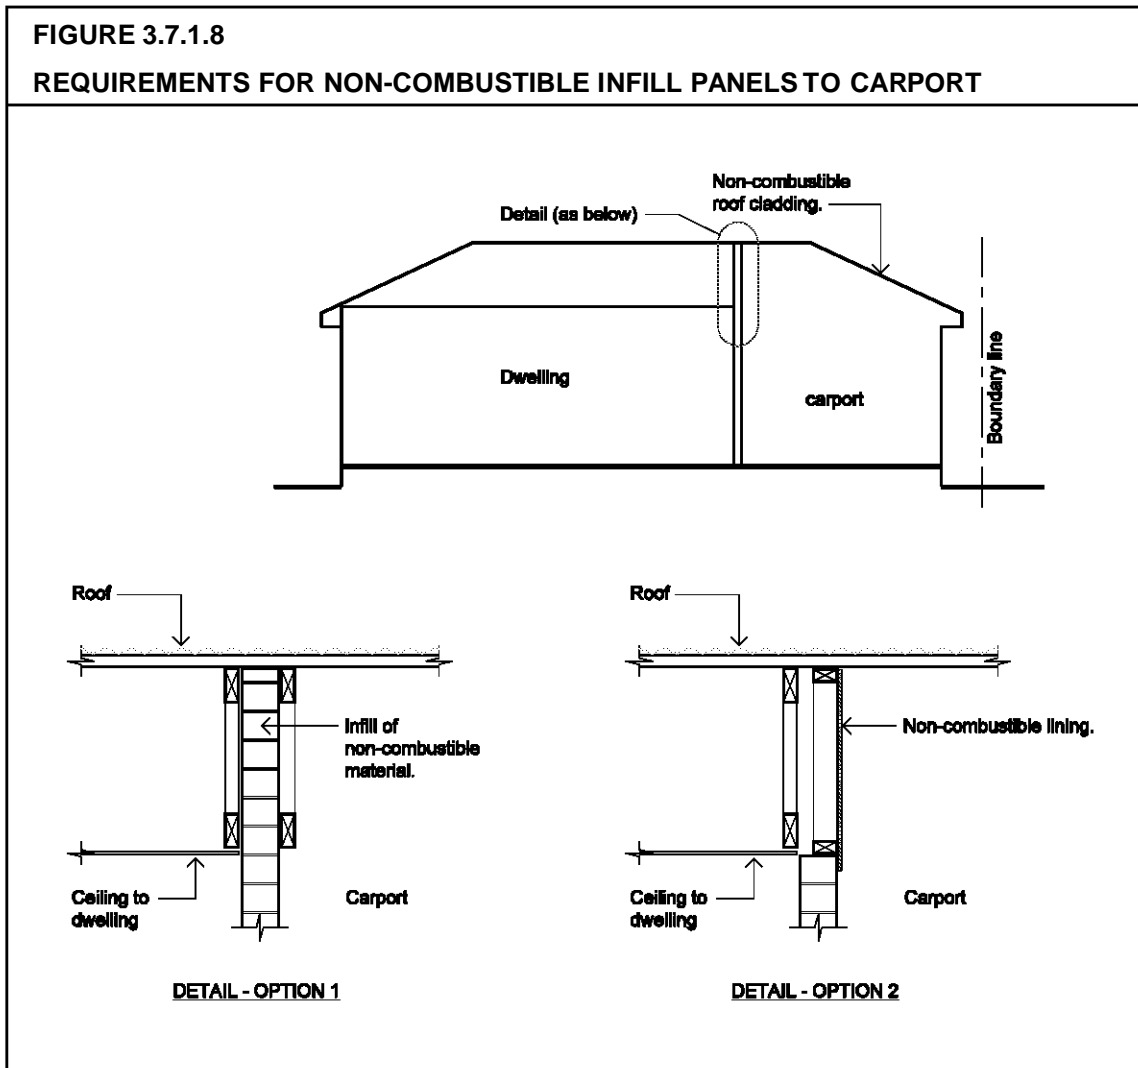 FIGURE 3.7.1.8
REQUIREMENTS FOR NON-COMBUSTIBLE INFILL PANELS TO CARPORT
Non-combustible
roof cladding.
Detail (as below)
Dwelling
carport
Boundary line
Roof
Infill of
non-combustible
material.
Ceiling to
dwelling
Carport
DETAIL - OPTION 1
Roof
Non-combustible lining.
Ceiling to
dwelling
Carport
DETAIL - OPTION 2